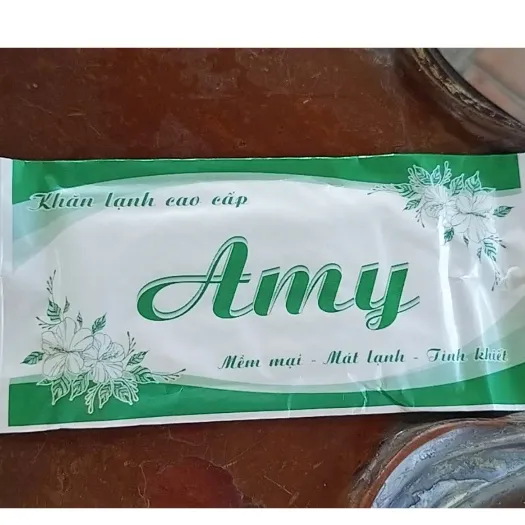 Khăn lạnh cao cấp
Amy
Mềm mại - Mát lạnh - Tinh khiết